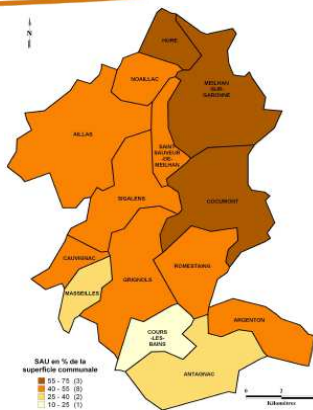 N
HURE
NOAILLAC
MEILHAN
-SUR-
GARONNE
AILLAS
SAINT
SAUVEUR
-DE-
MEILHAN
SIGALENS
COCUMONT
CAUVIGNAC
ROMESTAING
MASSEILLES
GRIGNOLS
COURS
-LES-
BAINS
ARGENTON
ANTAGNAC
SAU en % de la
superficie communale
55 - 75 (3)
40 - 55 (8)
25 - 40 (2)
10 - 25 (1)
0 2
Kilomètres